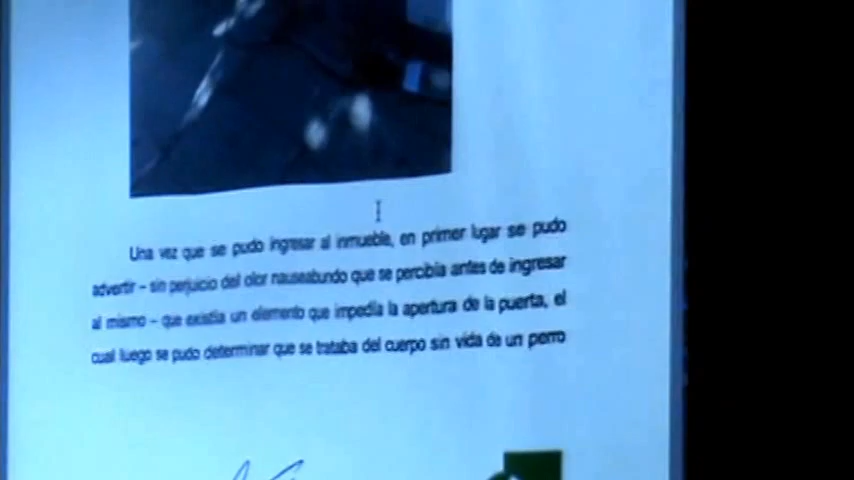 Una vez que se pudo ingresar al inmueble, en primer lugar se pudo
advertir – sin perjuicio del olor nauseabundo que se percibía antes de ingresar
al mismo – que existía un elemento que impedía la apertura de la puerta, el
cual luego se pudo determinar que se trataba del cuerpo sin vida de un perro